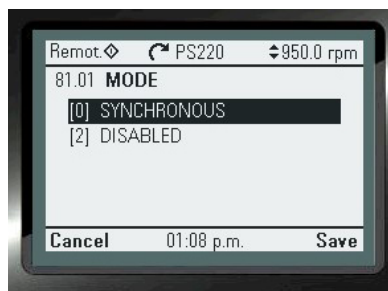 Remot. PS220 950.0 rpm
81.01 MODE
[0] SYNCHRONOUS
[2] DISABLED
Cancel 01:08 p.m. Save